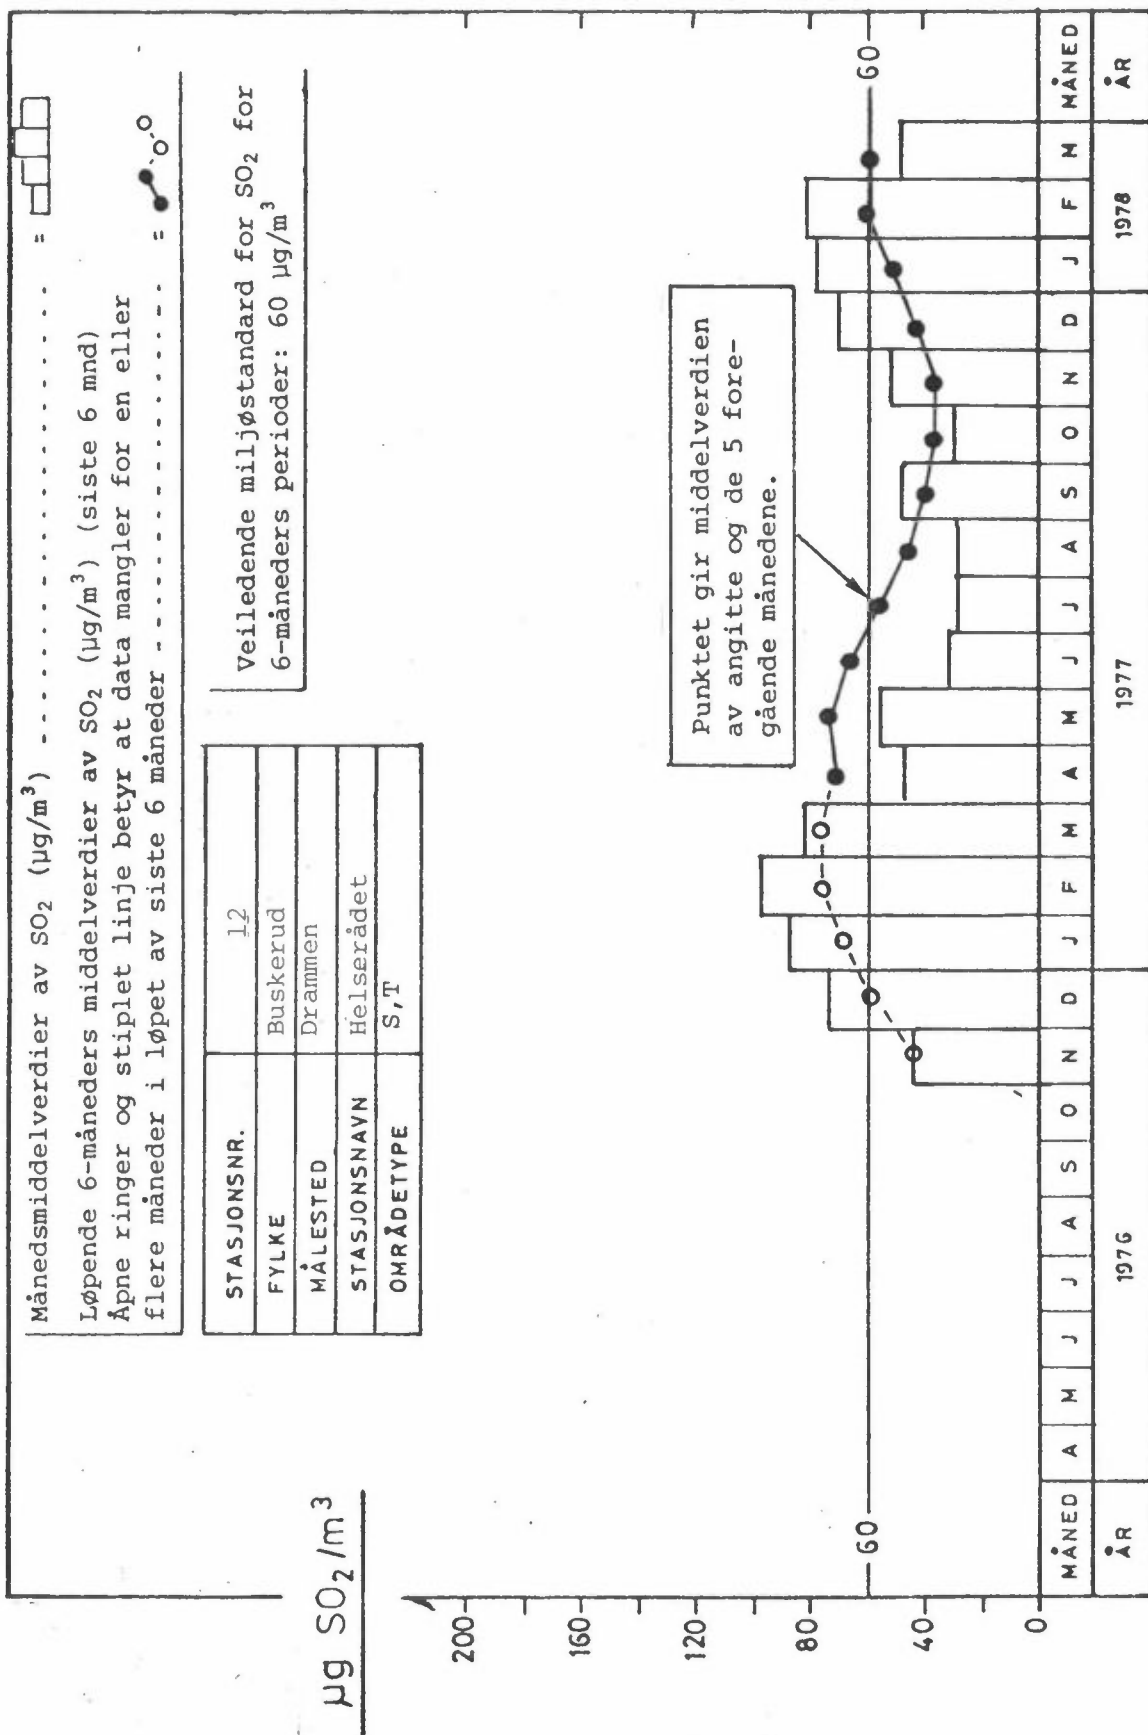 Månedsmiddelverdier av SO₂ (µg/m³) - - - - - - - - - - - - - - - - =
Løpende 6-måneders middelverdier av SO₂ (µg/m³) (siste 6 mnd)
Åpne ringer og stiplet linje betyr at data mangler for en eller
flere måneder i løpet av siste 6 måneder - - - - - - - - - - - - =
STASJONSNR. 12
FYLKE Buskerud
MÅLESTED Drammen
STASJONSNAVN Helserådet
OMRÅDETYPE S,T
Veiledende miljøstandard for SO₂ for
6-måneders perioder: 60 µg/m³
µg SO₂/m³
200
160
120
80
40
0
Punktet gir middelverdien
av angitte og de 5 fore-
gående månedene.
60 60
MÅNED A M J J A S O N D J F M A M J J A S O N D J F M MÅNED
ÅR 1976 1977 1978 ÅR